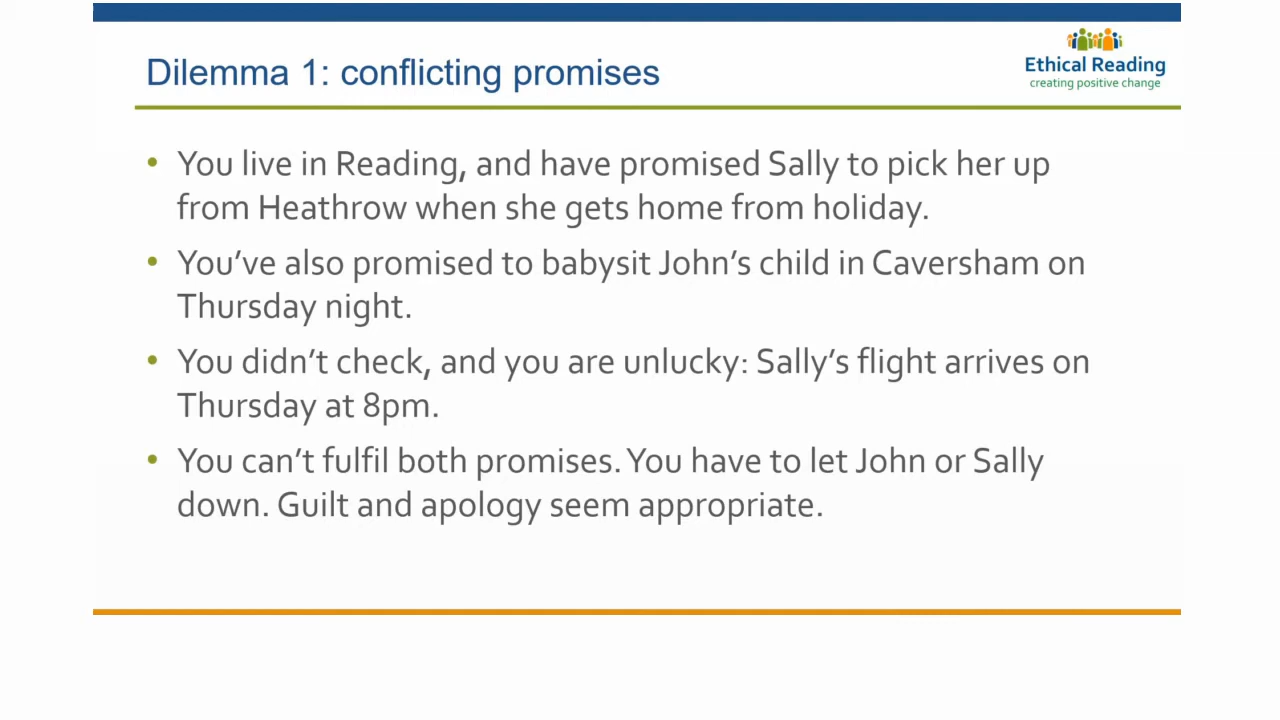 Dilemma 1: conflicting promises
Ethical Reading
creating positive change
• You live in Reading, and have promised Sally to pick her up
from Heathrow when she gets home from holiday.
• You’ve also promised to babysit John’s child in Caversham on
Thursday night.
• You didn’t check, and you are unlucky: Sally’s flight arrives on
Thursday at 8pm.
• You can’t fulfil both promises. You have to let John or Sally
down. Guilt and apology seem appropriate.